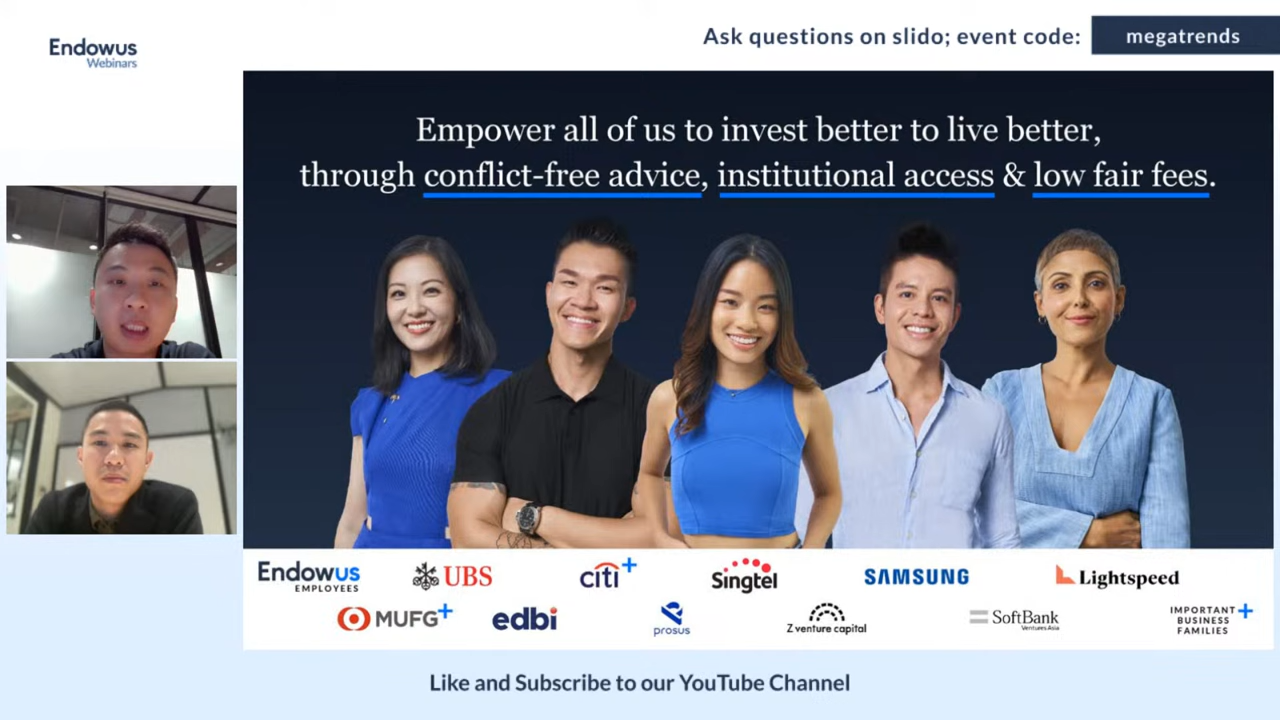 Endowus
Webinars
Ask questions on slido; event code: megatrends
Empower all of us to invest better to live better,
through conflict-free advice, institutional access & low fair fees.
Endowus
EMPLOYEES
UBS
citi+
Singtel
SAMSUNG
Lightspeed
MUFG+
edbi
prosus
Z venture capital
SoftBank
Ventures Asia
IMPORTANT+
BUSINESS
FAMILIES
Like and Subscribe to our YouTube Channel